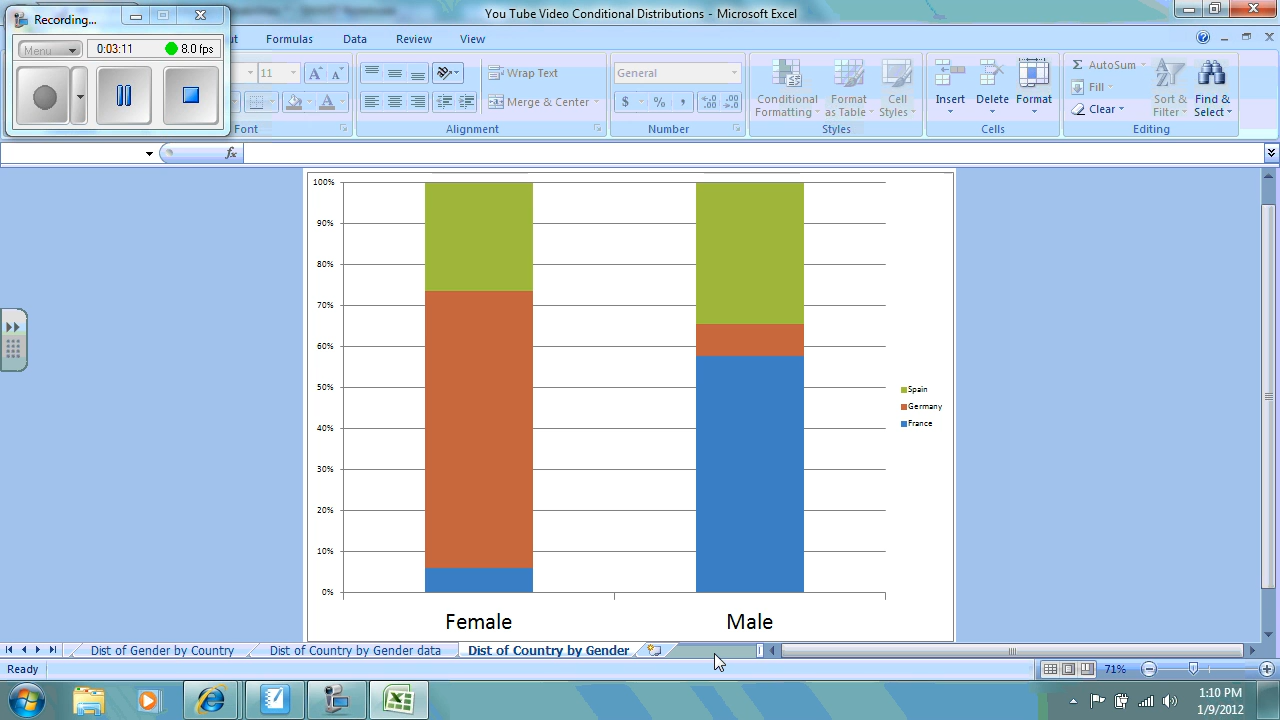 Recording...
You Tube Video Conditional Distributions - Microsoft Excel
Menu 0:03:11 8.0 fps
ut Formulas Data Review View
11 A A Wrap Text General AutoSum
Fill
Merge & Center $ % , .00 .0
Conditional Formatting
Format as Table
Cell Styles
Insert Delete Format
Clear
Sort & Filter
Find & Select
Font Alignment Number Styles Cells Editing
fx
100%
90%
80%
70%
60%
50%
40%
30%
20%
10%
0%
Spain
Germany
France
Female Male
Dist of Gender by Country Dist of Country by Gender data Dist of Country by Gender
Ready 71%
1:10 PM
1/9/2012